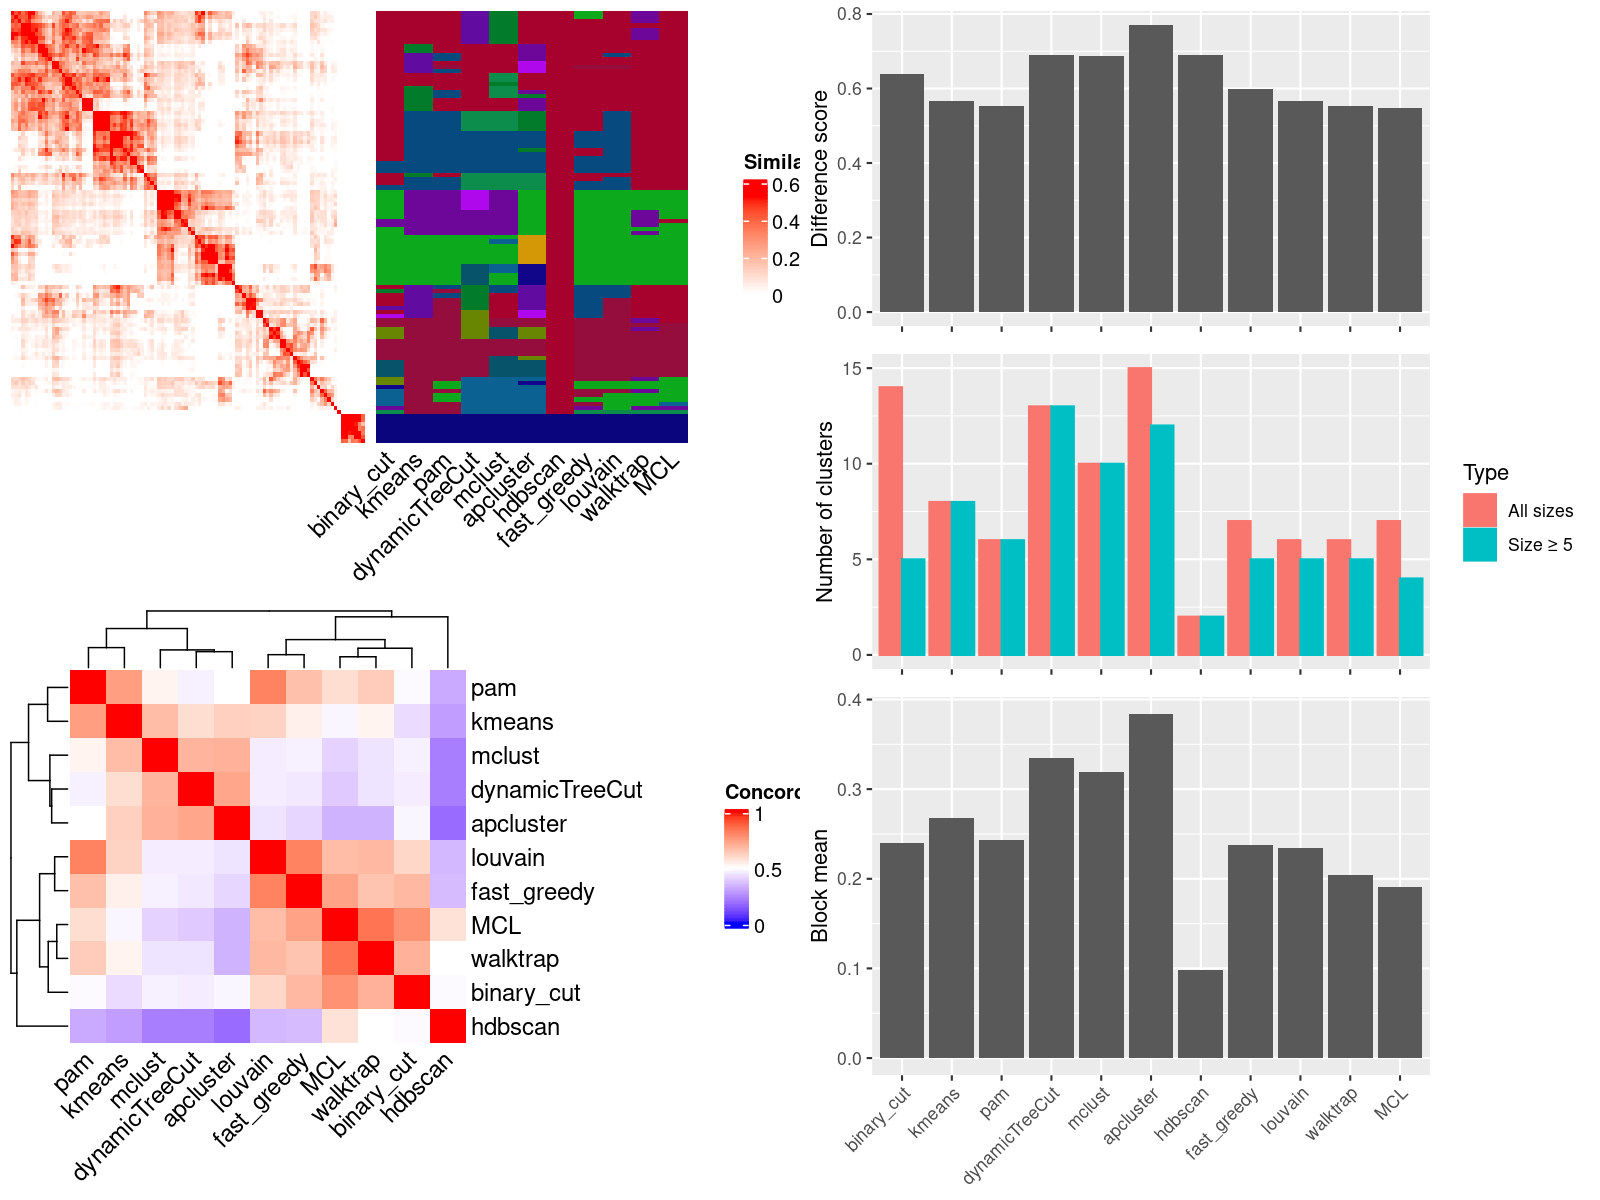 Simila
0.6
0.4
0.2
0
binary_cut
kmeans
pam
dynamicTreeCut
mclust
apcluster
hdbscan
fast_greedy
louvain
walktrap
MCL
pam
kmeans
mclust
dynamicTreeCut
apcluster
louvain
fast_greedy
MCL
walktrap
binary_cut
hdbscan
pam
kmeans
mclust
dynamicTreeCut
apcluster
louvain
fast_greedy
MCL
walktrap
binary_cut
hdbscan
Concord
1
0.5
0
Difference score
0.8
0.6
0.4
0.2
0.0
Number of clusters
15
10
5
0
Type
All sizes
Size ≥ 5
Block mean
0.4
0.3
0.2
0.1
0.0
binary_cut
kmeans
pam
dynamicTreeCut
mclust
apcluster
hdbscan
fast_greedy
louvain
walktrap
MCL